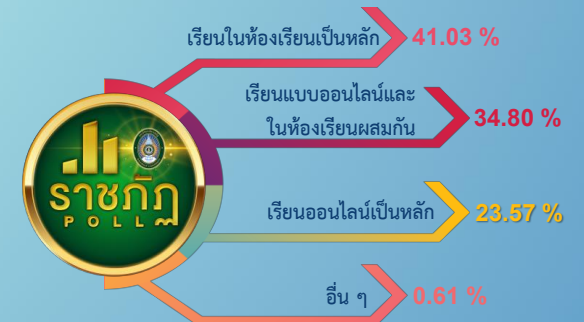 เรียนในห้องเรียนเป็นหลัก 41.03 %
เรียนแบบออนไลน์และ
ในห้องเรียนผสมกัน 34.80 %
ราชภัฏ
POLL
เรียนออนไลน์เป็นหลัก 23.57 %
อื่น ๆ 0.61 %